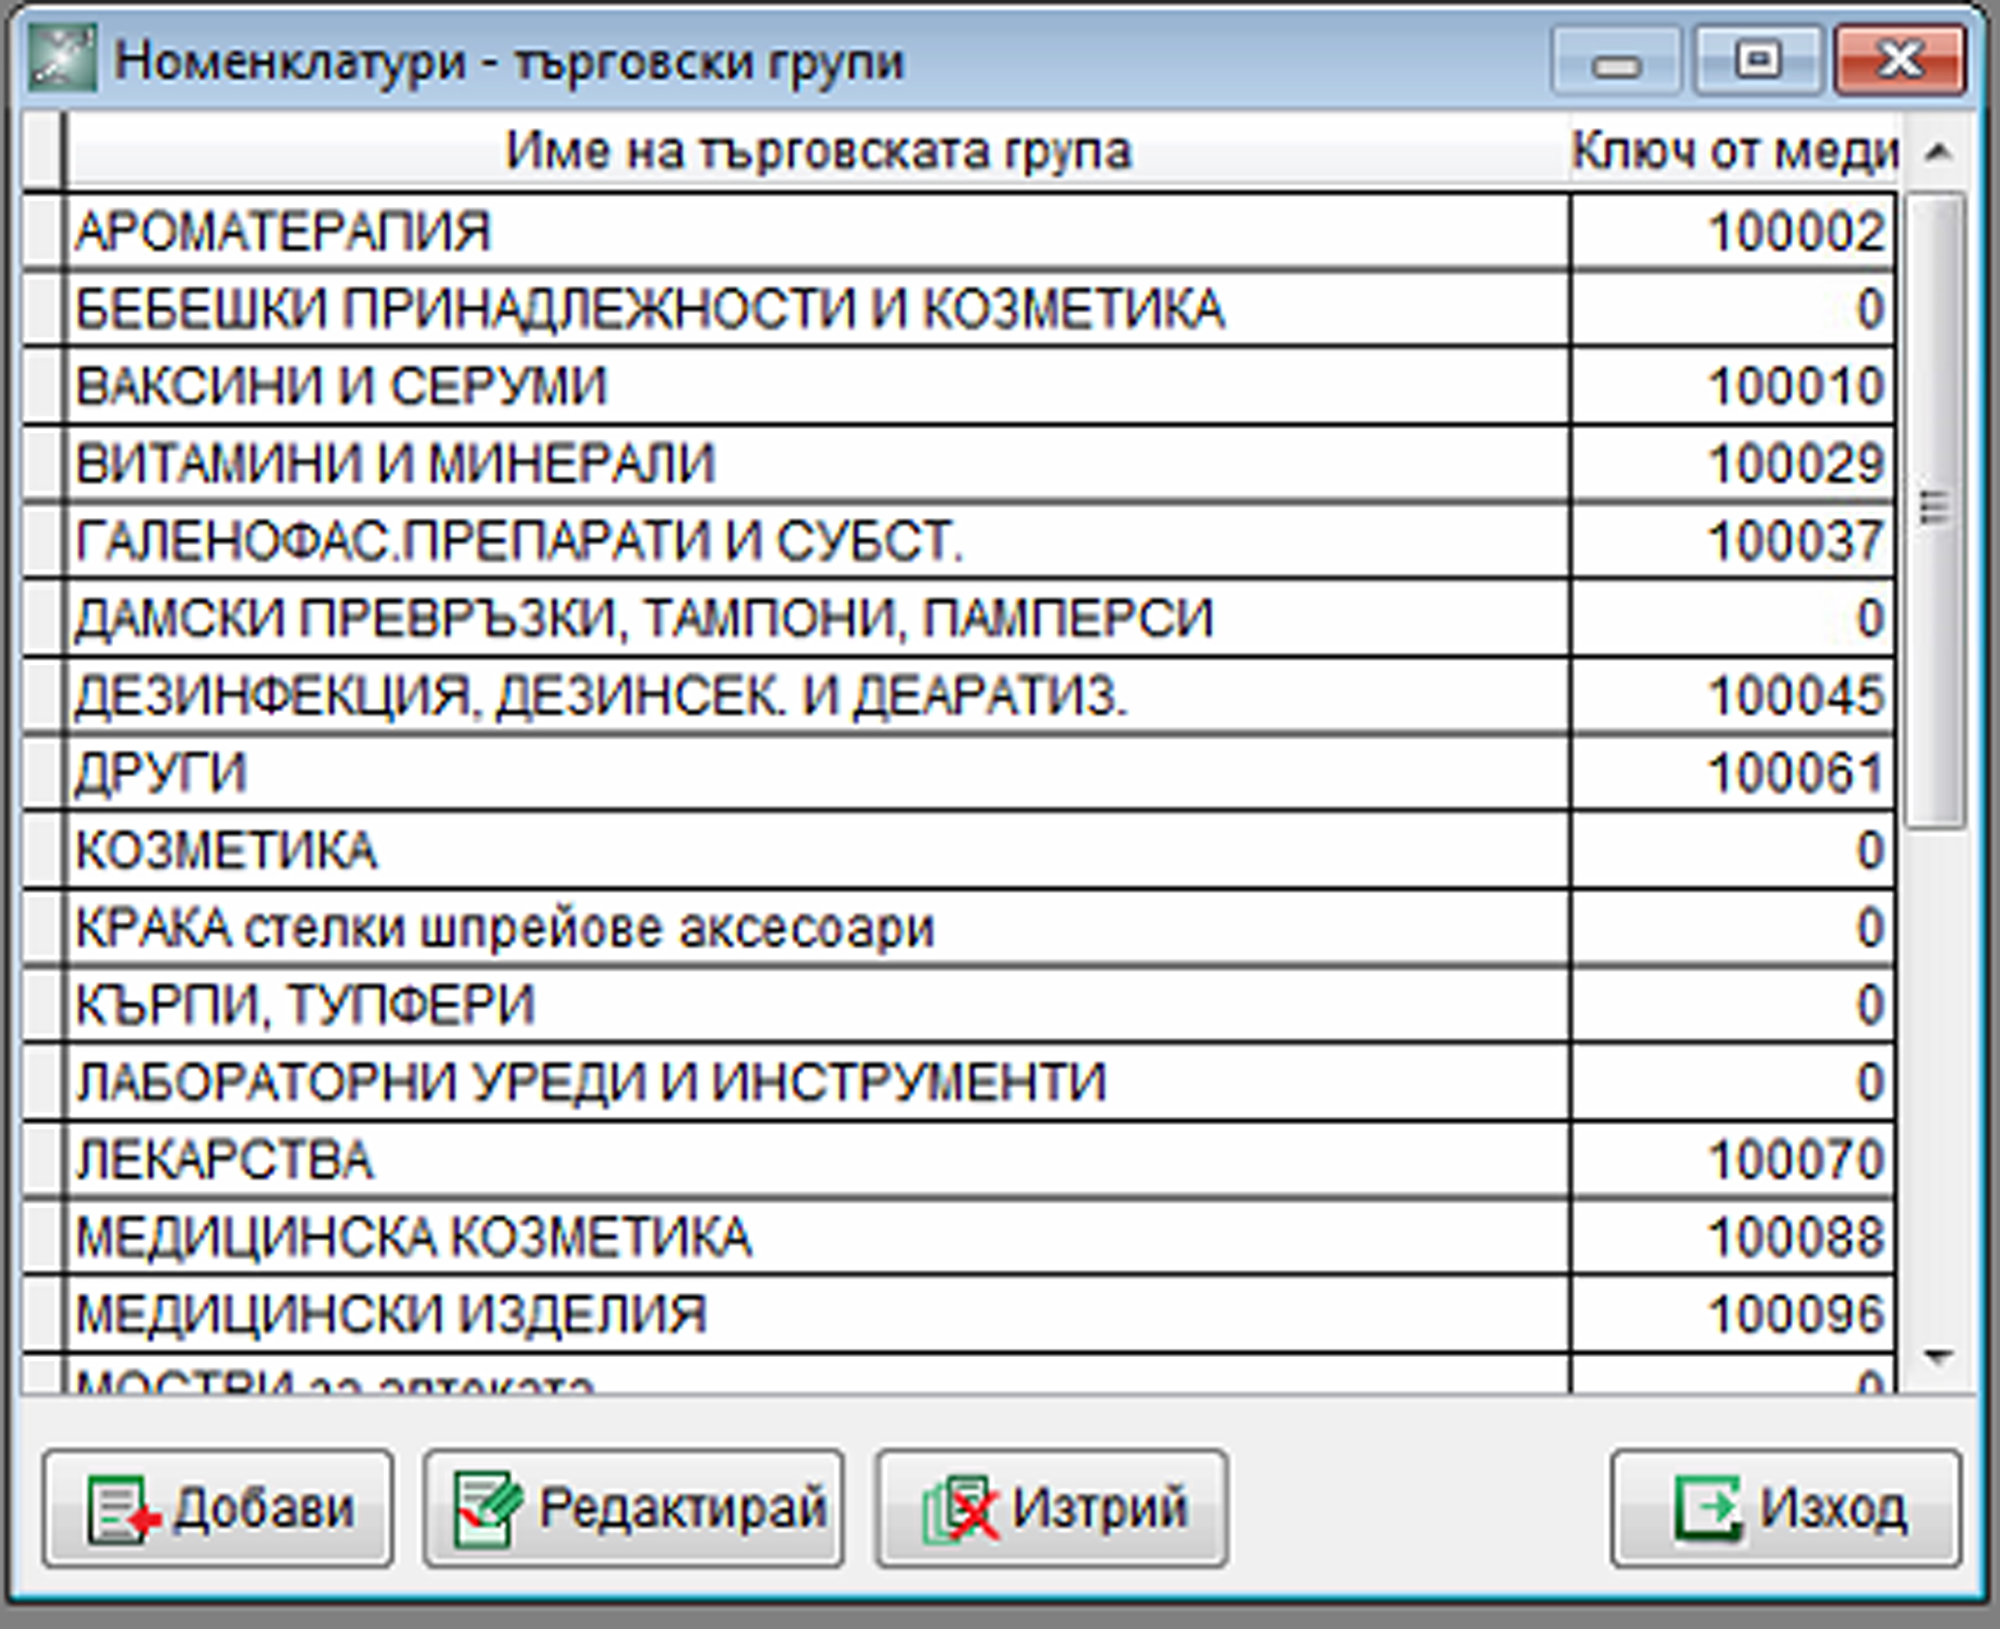 Номенклатури - търговски групи
Име на търговската група Ключ от меди
АРОМАТЕРАПИЯ 100002
БЕБЕШКИ ПРИНАДЛЕЖНОСТИ И КОЗМЕТИКА 0
ВАКСИНИ И СЕРУМИ 100010
ВИТАМИНИ И МИНЕРАЛИ 100029
ГАЛЕНОФАС.ПРЕПАРАТИ И СУБСТ. 100037
ДАМСКИ ПРЕВРЪЗКИ, ТАМПОНИ, ПАМПЕРСИ 0
ДЕЗИНФЕКЦИЯ, ДЕЗИНСЕК. И ДЕАРАТИЗ. 100045
ДРУГИ 100061
КОЗМЕТИКА 0
КРАКА стелки шпрейове аксесоари 0
КЪРПИ, ТУПФЕРИ 0
ЛАБОРАТОРНИ УРЕДИ И ИНСТРУМЕНТИ 0
ЛЕКАРСТВА 100070
МЕДИЦИНСКА КОЗМЕТИКА 100088
МЕДИЦИНСКИ ИЗДЕЛИЯ 100096
МОСТРИ за аптеката 0
Добави Редактирай Изтрий Изход